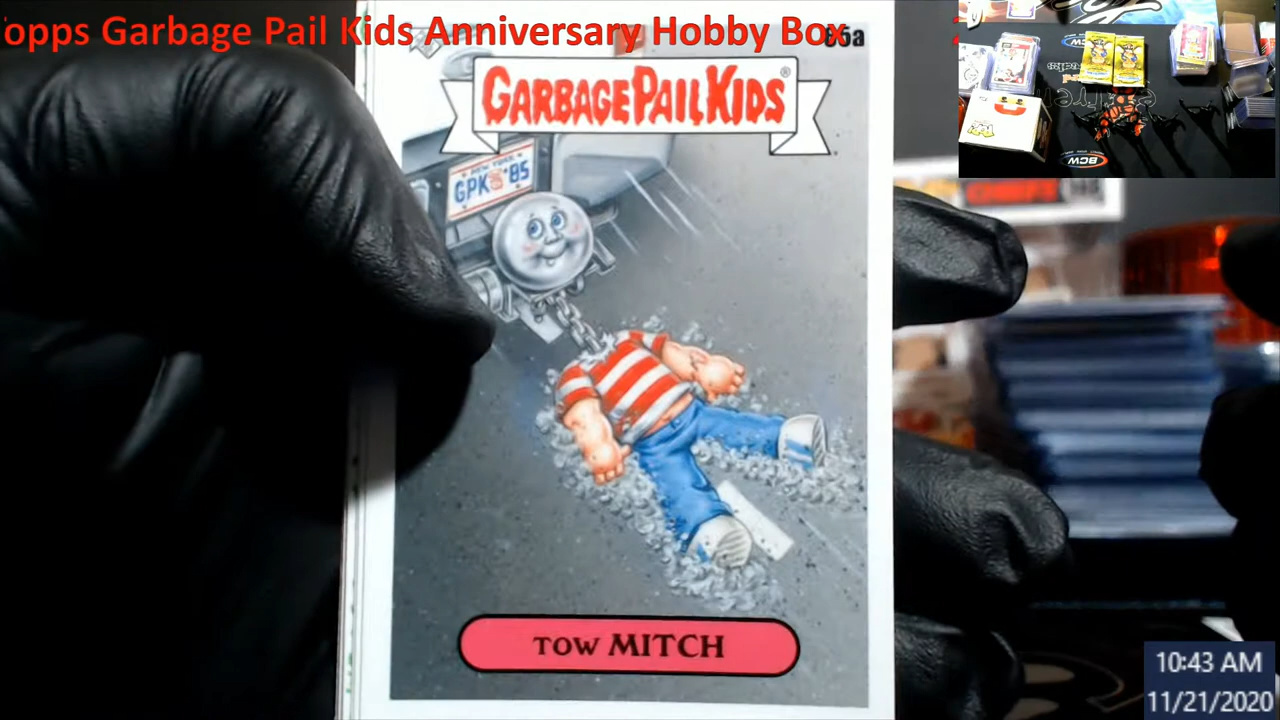 opps Garbage Pail Kids Anniversary Hobby Box
GARBAGE PAIL KIDS®
GPK 85
TOW MITCH
BCW
10:43 AM
11/21/2020